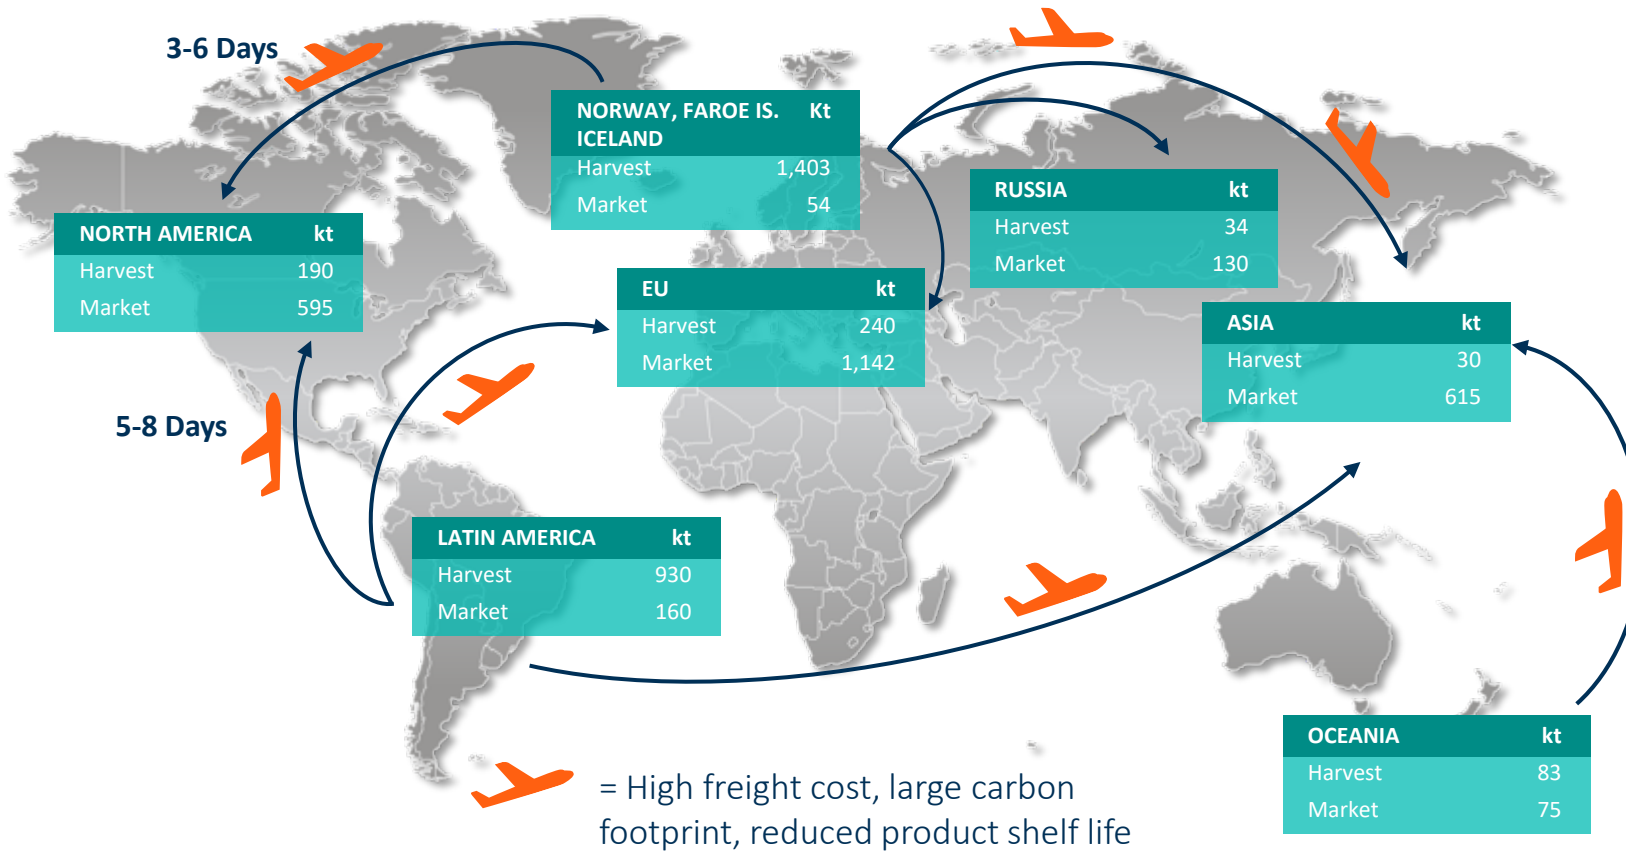 3-6 Days
NORWAY, FAROE IS. Kt
ICELAND
Harvest 1,403
Market 54
RUSSIA kt
Harvest 34
Market 130
NORTH AMERICA kt
Harvest 190
Market 595
EU kt
Harvest 240
Market 1,142
ASIA kt
Harvest 30
Market 615
5-8 Days
LATIN AMERICA kt
Harvest 930
Market 160
OCEANIA kt
Harvest 83
Market 75
= High freight cost, large carbon
footprint, reduced product shelf life